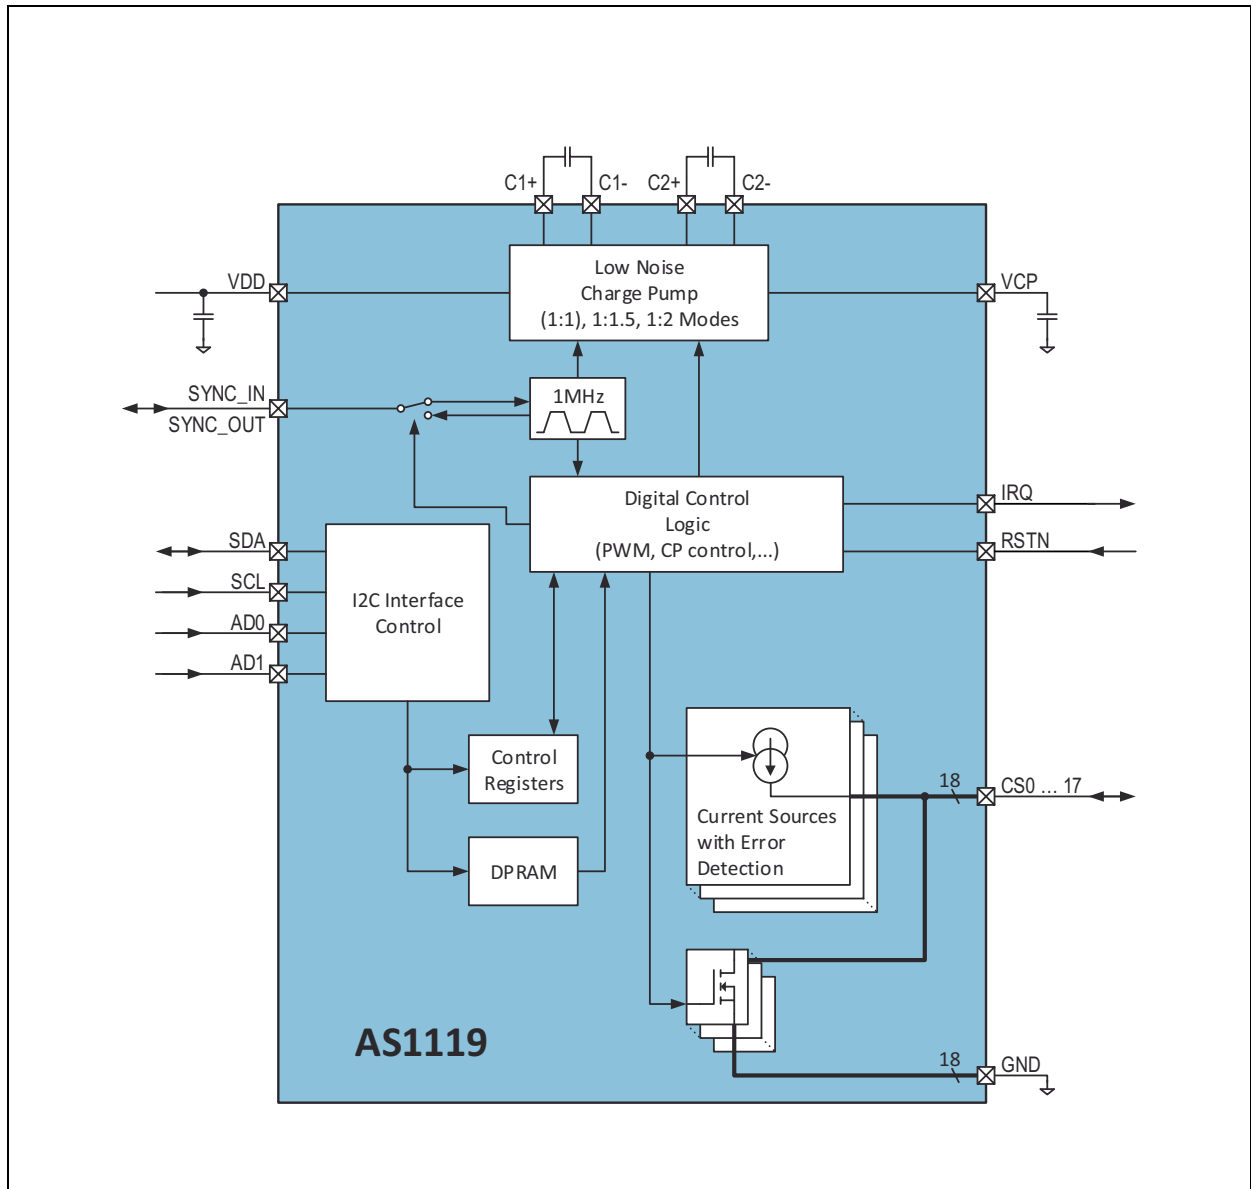 C1+
C1-
C2+
C2-
Low Noise
Charge Pump
(1:1), 1:1.5, 1:2 Modes
VDD
VCP
SYNC_IN
SYNC_OUT
1MHz
Digital Control
Logic
(PWM, CP control,...)
IRQ
RSTN
SDA
SCL
AD0
AD1
I2C Interface
Control
Control
Registers
DPRAM
Current Sources
with Error
Detection
18
CS0 ... 17
AS1119
18
GND